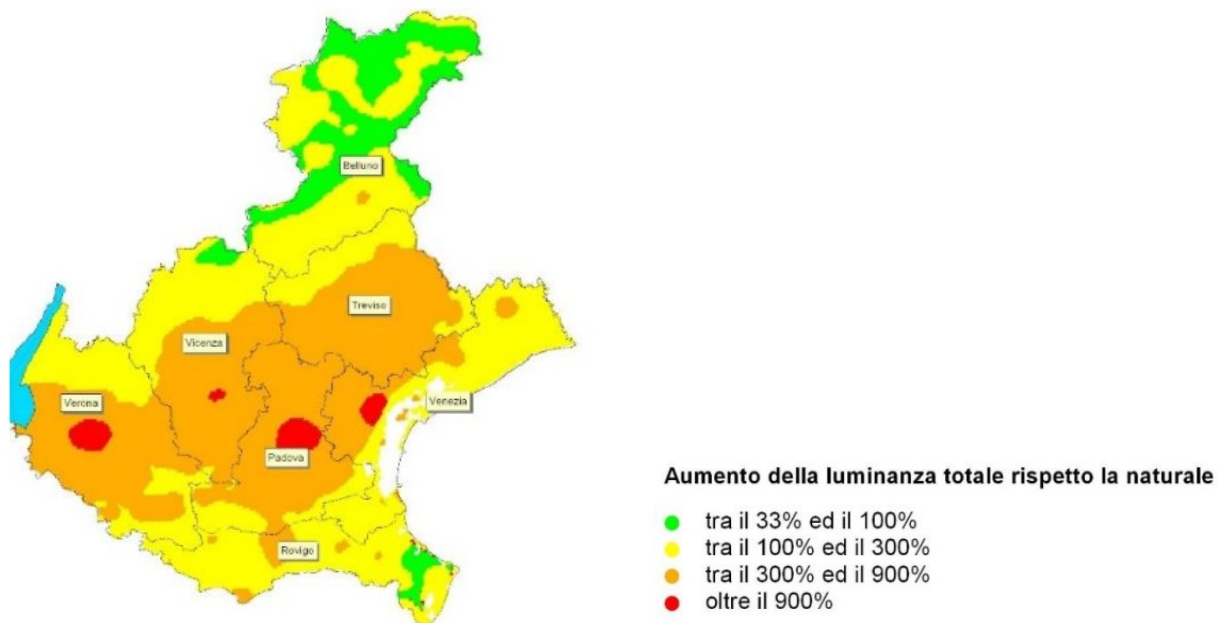 Belluno
Treviso
Vicenza
Verona
Venezia
Padova
Rovigo
Aumento della luminanza totale rispetto la naturale
tra il 33% ed il 100%
tra il 100% ed il 300%
tra il 300% ed il 900%
oltre il 900%